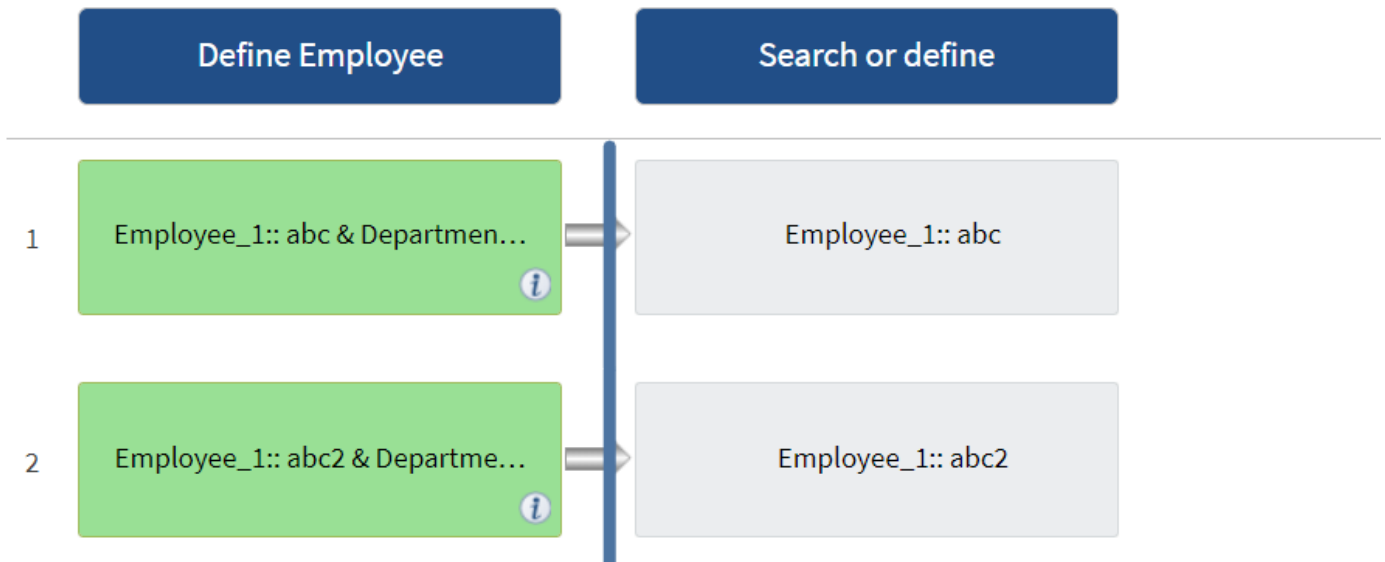 Define Employee
Search or define
1
Employee_1:: abc & Departmen...
i
Employee_1:: abc
2
Employee_1:: abc2 & Departme...
i
Employee_1:: abc2